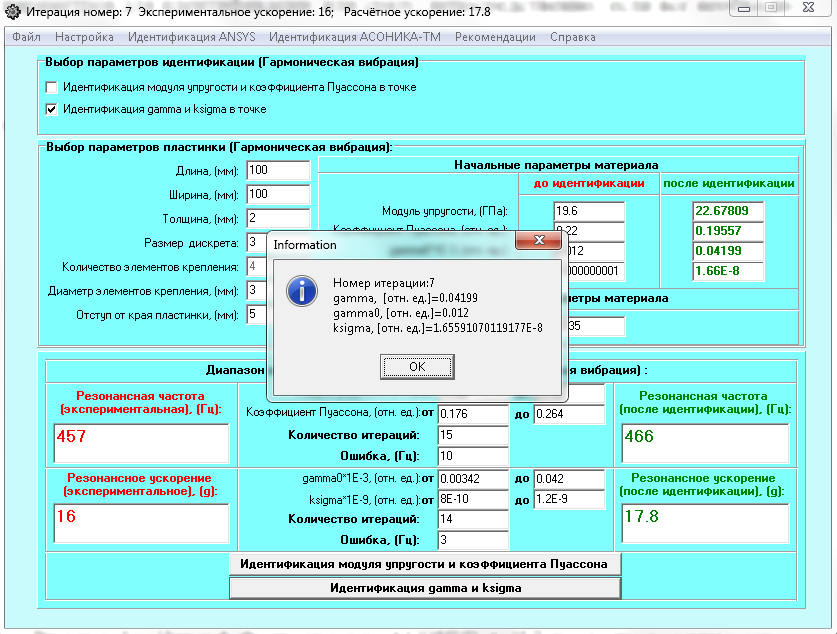 Итерация номер: 7 Экспериментальное ускорение: 16; Расчётное ускорение: 17.8
Файл Настройка Идентификация ANSYS Идентификация АСОНИКА-ТМ Рекомендации Справка
Выбор параметров идентификации (Гармоническая вибрация)
Идентификация модуля упругости и коэффициента Пуассона в точке
Идентификация gamma и ksigma в точке
Выбор параметров пластинки (Гармоническая вибрация):
Длина, (мм): 100
Ширина, (мм): 100
Толщина, (мм): 2
Размер дискрета: 3
Количество элементов крепления: 4
Диаметр элементов крепления, (мм): 3
Отступ от края пластинки, (мм): 5
Начальные параметры материала
до идентификации после идентификации
Модуль упругости, (ГПа): 19.6 22.67809
Коэффициент Пуассона, (отн. ед.): 0.22 0.19557
012 0.04199
000000001 1.66E-8
етры материала
35
Information
Номер итерации:7
gamma, [отн. ед.]=0.04199
gamma0, [отн. ед.]=0.012
ksigma, [отн. ед.]=1.65591070119177E-8
OK
Диапазон я вибрация) :
Резонансная частота
(экспериментальная), (Гц):
457
Резонансное ускорение
(экспериментальное), (g):
16
Коэффициент Пуассона, (отн. ед.):от 0.176 до 0.264
Количество итераций: 15
Ошибка, (Гц): 10
gamma0*1E-3, (отн. ед.):от 0.00342 до 0.042
ksigma*1E-9, (отн. ед.):от 8E-10 до 1.2E-9
Количество итераций: 14
Ошибка, (Гц): 3
Резонансная частота
(после идентификации), (Гц):
466
Резонансное ускорение
(после идентификации), (g):
17.8
Идентификация модуля упругости и коэффициента Пуассона
Идентификация gamma и ksigma